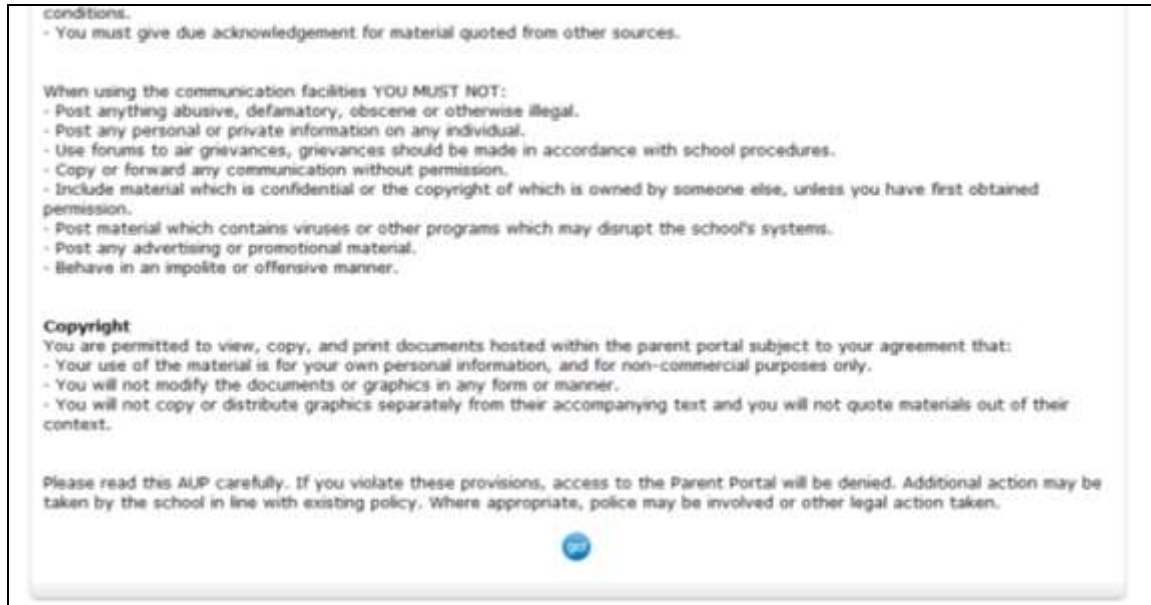 conditions.
- You must give due acknowledgement for material quoted from other sources.
When using the communication facilities YOU MUST NOT:
- Post anything abusive, defamatory, obscene or otherwise illegal.
- Post any personal or private information on any individual.
- Use forums to air grievances, grievances should be made in accordance with school procedures.
- Copy or forward any communication without permission.
- Include material which is confidential or the copyright of which is owned by someone else, unless you have first obtained
permission.
- Post material which contains viruses or other programs which may disrupt the school's systems.
- Post any advertising or promotional material.
- Behave in an impolite or offensive manner.
Copyright
You are permitted to view, copy, and print documents hosted within the parent portal subject to your agreement that:
- Your use of the material is for your own personal information, and for non-commercial purposes only.
- You will not modify the documents or graphics in any form or manner.
- You will not copy or distribute graphics separately from their accompanying text and you will not quote materials out of their
context.
Please read this AUP carefully. If you violate these provisions, access to the Parent Portal will be denied. Additional action may be
taken by the school in line with existing policy. Where appropriate, police may be involved or other legal action taken.
go!